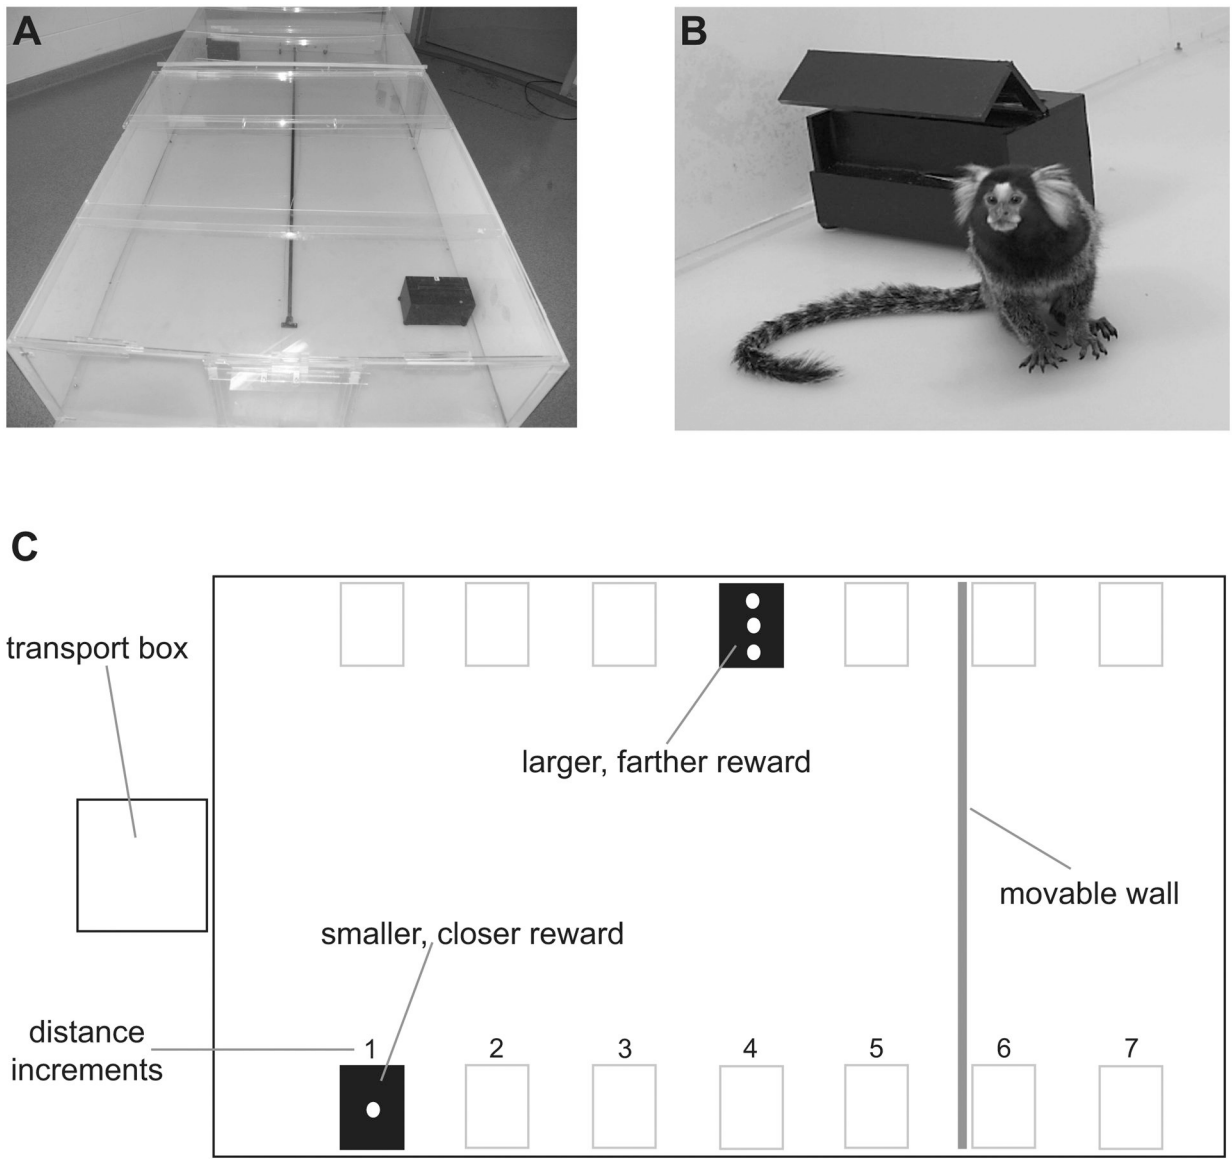 A
B
C
transport box
larger, farther reward
movable wall
smaller, closer reward
distance
increments
1 2 3 4 5 6 7